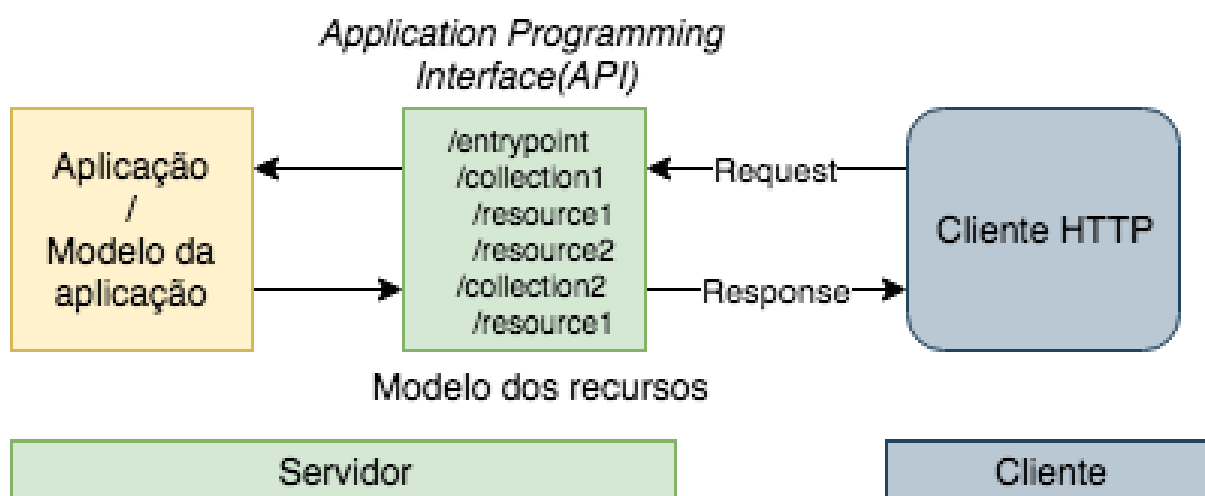 Application Programming
Interface(API)
Aplicação
/
Modelo da
aplicação
/entrypoint
/collection1
/resource1
/resource2
/collection2
/resource1
Request
Response
Cliente HTTP
Modelo dos recursos
Servidor
Cliente